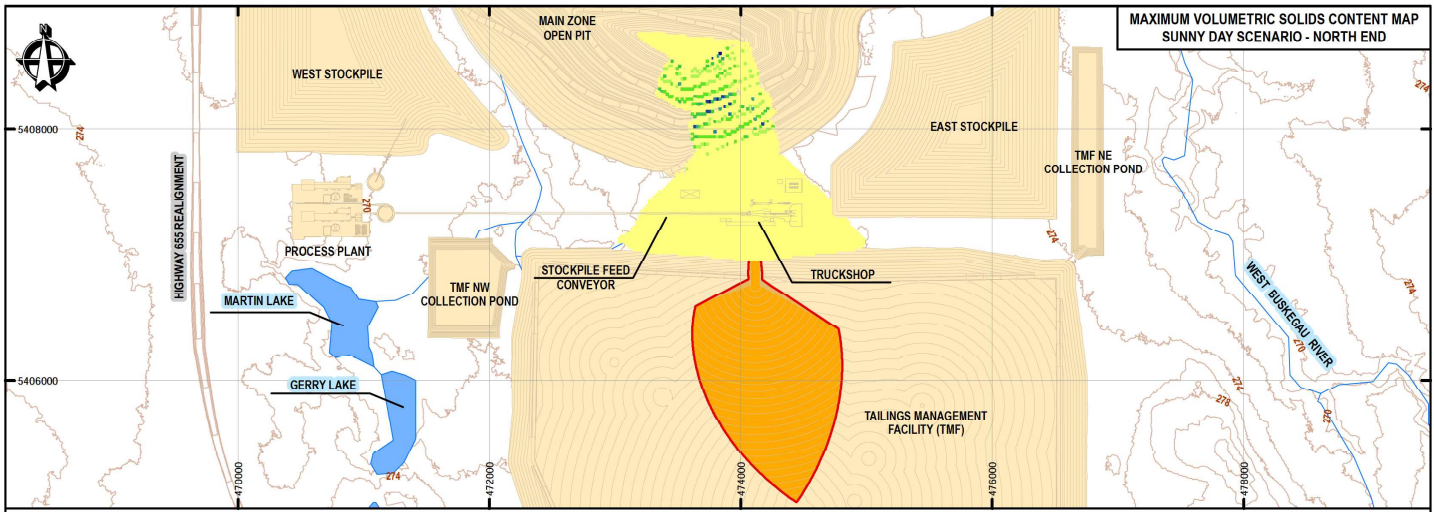 MAXIMUM VOLUMETRIC SOLIDS CONTENT MAP
SUNNY DAY SCENARIO - NORTH END
MAIN ZONE
OPEN PIT
WEST STOCKPILE
274
274
5408000
EAST STOCKPILE
TMF NE
COLLECTION POND
HIGHWAY 655 REALIGNMENT
270
PROCESS PLANT
274
STOCKPILE FEED
CONVEYOR
TRUCKSHOP
TMF NW
COLLECTION POND
MARTIN LAKE
WEST BUSKEGAU RIVER
274
270
5406000
GERRY LAKE
274
278
270
TAILINGS MANAGEMENT
FACILITY (TMF)
274
470000
472000
474000
476000
478000